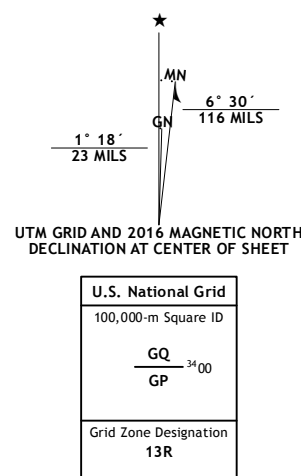 ★
MN
GN
6° 30´
116 MILS
1° 18´
23 MILS
UTM GRID AND 2016 MAGNETIC NORTH
DECLINATION AT CENTER OF SHEET
U.S. National Grid
100,000-m Square ID
GQ
3400
GP
Grid Zone Designation
13R